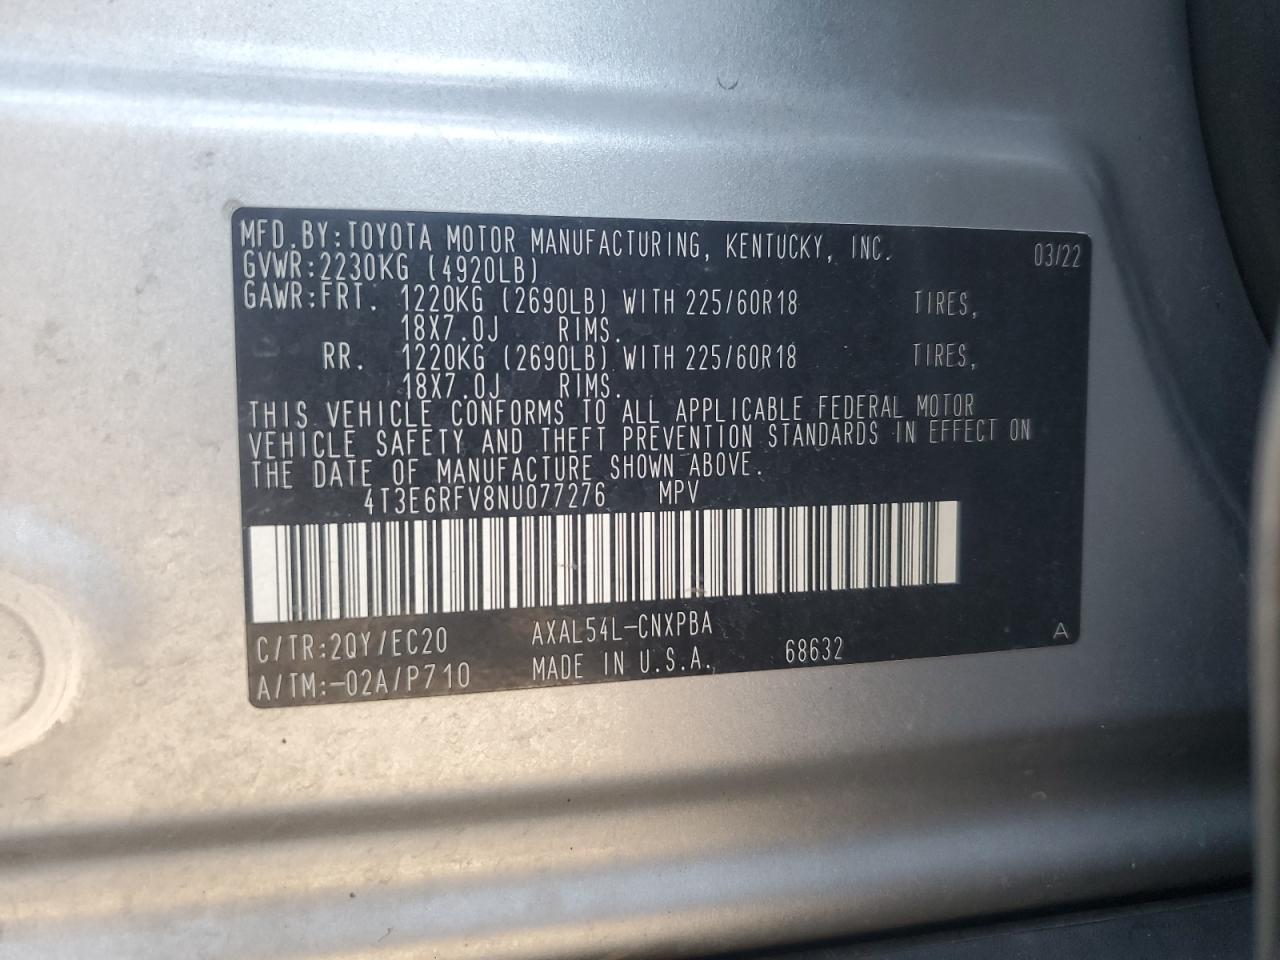 MFD.BY:TOYOTA MOTOR MANUFACTURING, KENTUCKY, INC. 03/22
GVWR:2230KG (4920LB)
GAWR:FRT. 1220KG (2690LB) WITH 225/60R18 TIRES,
18X7.0J RIMS.
RR. 1220KG (2690LB) WITH 225/60R18 TIRES,
18X7.0J RIMS.
THIS VEHICLE CONFORMS TO ALL APPLICABLE FEDERAL MOTOR
VEHICLE SAFETY AND THEFT PREVENTION STANDARDS IN EFFECT ON
THE DATE OF MANUFACTURE SHOWN ABOVE.
4T3E6RFV8NU077276 MPV
C/TR:2QY/EC20 AXAL54L-CNXPBA A
A/TM:-02A/P710 MADE IN U.S.A. 68632